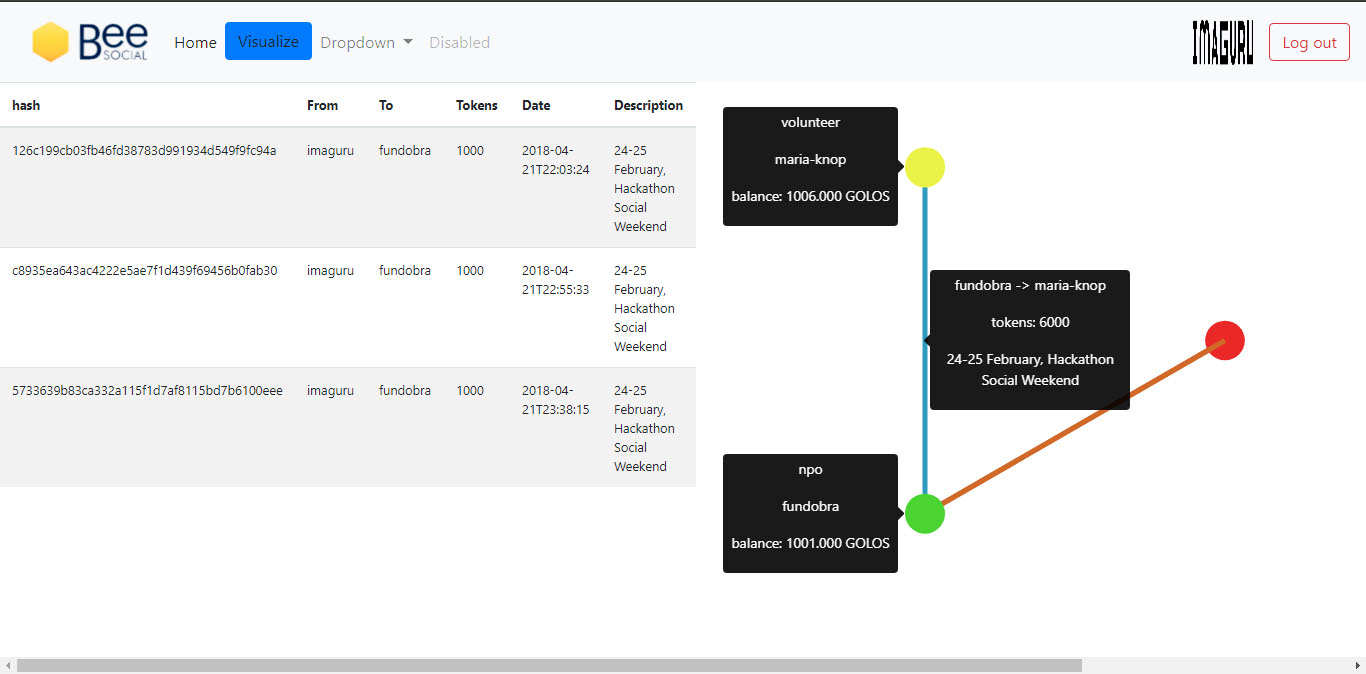 Bee
SOCIAL
Home
Visualize
Dropdown
Disabled
IMAGURU
Log out
hash From To Tokens Date Description
126c199cb03fb46fd38783d991934d549f9fc94a imaguru fundobra 1000 2018-04-
21T22:03:24
24-25
February,
Hackathon
Social
Weekend
c8935ea643ac4222e5ae7f1d439f69456b0fab30 imaguru fundobra 1000 2018-04-
21T22:55:33
24-25
February,
Hackathon
Social
Weekend
5733639b83ca332a115f1d7af8115bd7b6100eee imaguru fundobra 1000 2018-04-
21T23:38:15
24-25
February,
Hackathon
Social
Weekend
volunteer
maria-knop
balance: 1006.000 GOLOS
fundobra -> maria-knop
tokens: 6000
24-25 February, Hackathon
Social Weekend
npo
fundobra
balance: 1001.000 GOLOS